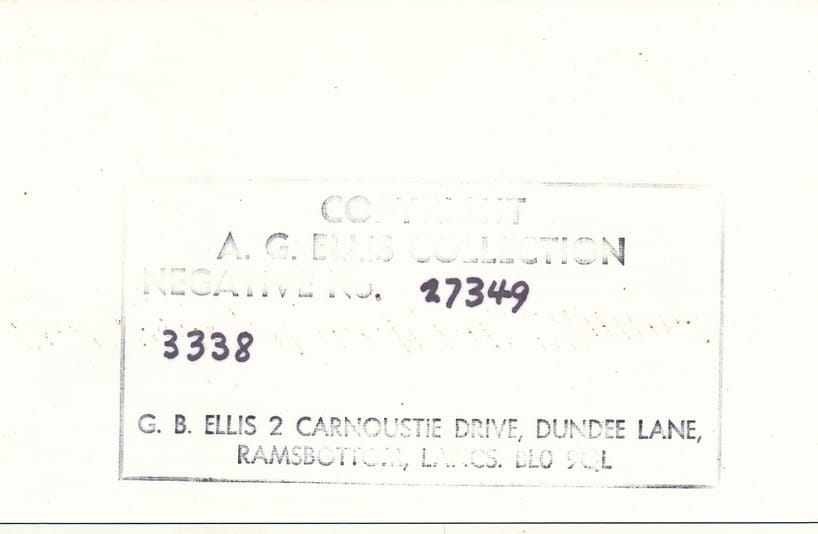 COPYRIGHT
A. G. ELLIS COLLECTION
NEGATIVE NO. 27349
3338
G. B. ELLIS 2 CARNOUSTIE DRIVE, DUNDEE LANE,
RAMSBOTTOM, LANCS. BL0 9QL